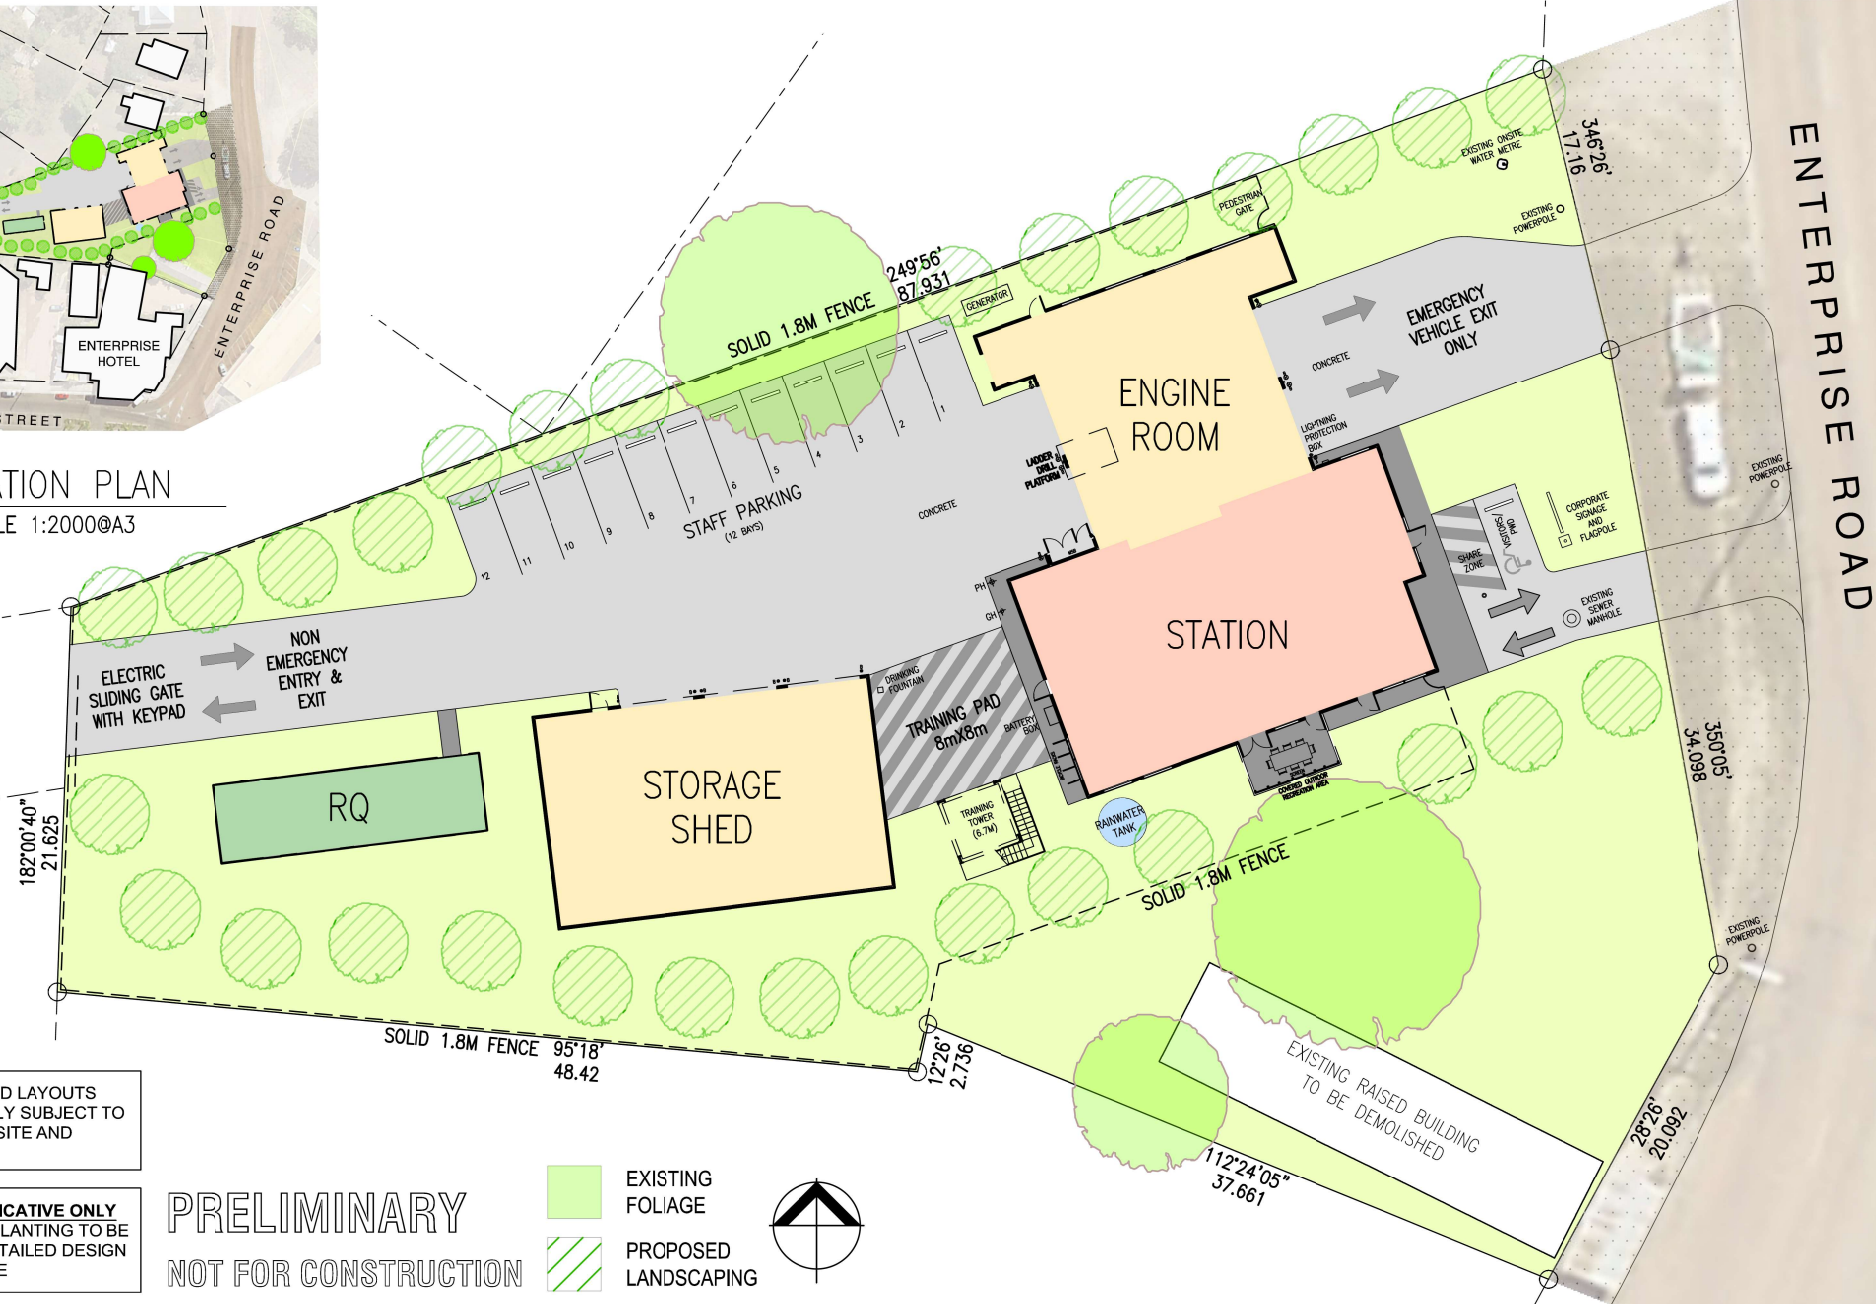 ENTERPRISE ROAD
ENTERPRISE
HOTEL
STREET
ATION PLAN
LE 1:2000@A3
SOLID 1.8M FENCE
249°56'
87.931
GENERATOR
PEDESTRIAN
GATE
EXISTING ONSITE
WATER METRE
346°26'
17.16
EXISTING
POWERPOLE
EMERGENCY
VEHICLE EXIT
ONLY
CONCRETE
ENTERPRISE ROAD
ENGINE
ROOM
LIGHTNING
PROTECTION
BOX
LADDER
DRILL
PLATFORM
EXISTING
POWERPOLE
CORPORATE
SIGNAGE
AND
FLAGPOLE
VISITORS/
PWD
SHARE
ZONE
EXISTING
SEWER
MANHOLE
1
2
3
4
5
6
7
8
9
10
11
12
STAFF PARKING
(12 BAYS)
CONCRETE
PH
GH
STATION
NON
EMERGENCY
ENTRY &
EXIT
ELECTRIC
SLIDING GATE
WITH KEYPAD
DRINKING
FOUNTAIN
TRAINING PAD
8mX8m
BATTERY
BOX
RQ
STORAGE
SHED
TRAINING
TOWER
(6.7M)
RAINWATER
TANK
COVERED OUTDOOR
RECREATION AREA
350°05'
34.098
SOLID 1.8M FENCE
182°00'40"
21.625
EXISTING
POWERPOLE
SOLID 1.8M FENCE 95°18'
48.42
12°26'
2.736
EXISTING RAISED BUILDING
TO BE DEMOLISHED
112°24'05"
37.661
28°26'
20.092
D LAYOUTS
LY SUBJECT TO
SITE AND
ICATIVE ONLY
LANTING TO BE
TAILED DESIGN
E
PRELIMINARY
NOT FOR CONSTRUCTION
EXISTING
FOLIAGE
PROPOSED
LANDSCAPING